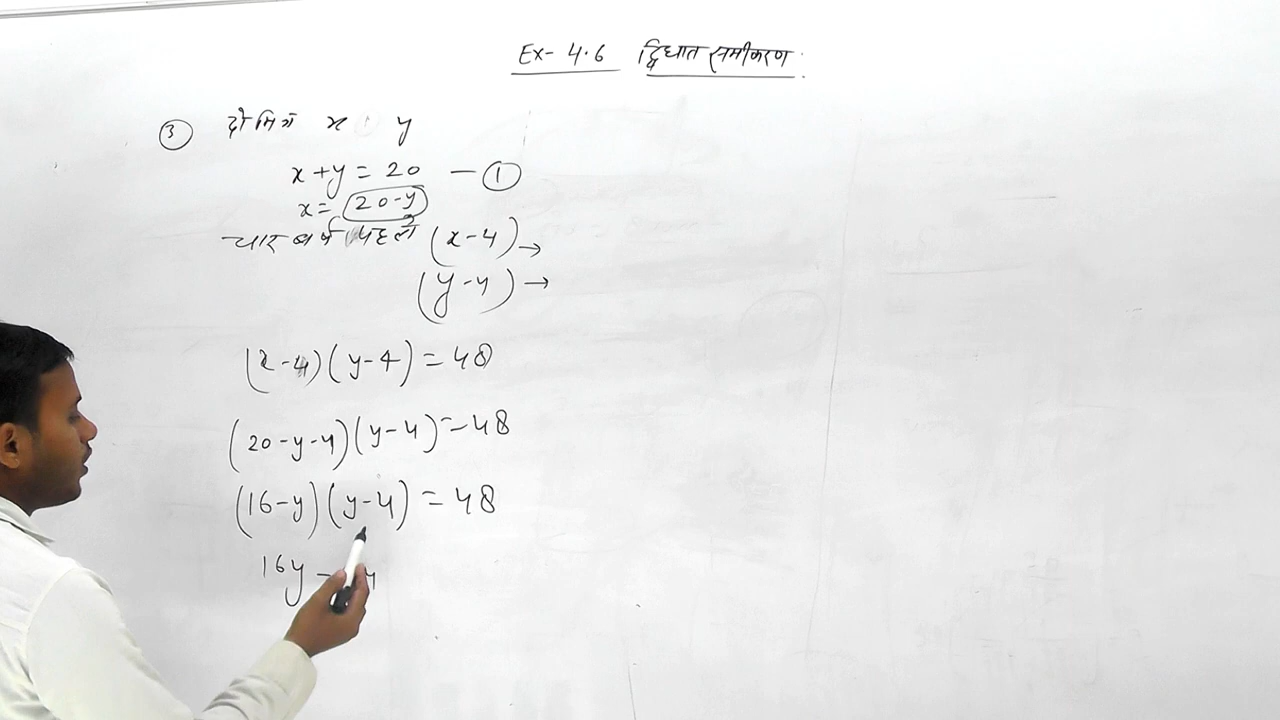 Ex- 4.6 द्विघात समीकरण
③ दो मित्र x y
x+y = 20 — ①
x= 20-y
चार वर्ष पहले (x-4) →
(y-4) →
(x-4)(y-4) = 48
(20-y-4)(y-4) = 48
(16-y)(y-4) = 48
16y -